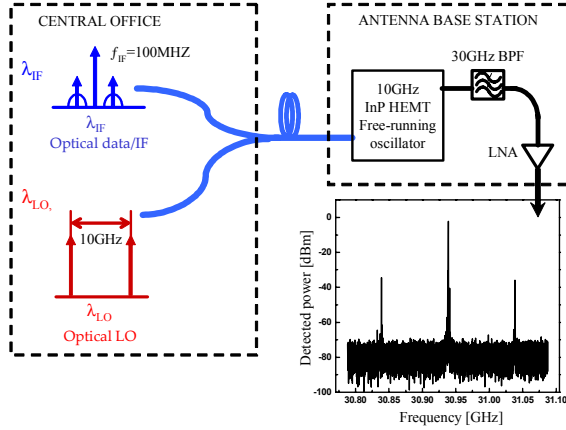 CENTRAL OFFICE
λIF
fIF=100MHZ
λIF
Optical data/IF
λLO,
10GHz
λLO
Optical LO
ANTENNA BASE STATION
30GHz BPF
10GHz
InP HEMT
Free-running
oscillator
LNA
Detected power [dBm]
0
-20
-40
-60
-80
-100
30.80 30.85 30.90 30.95 31.00 31.05 31.10
Frequency [GHz]